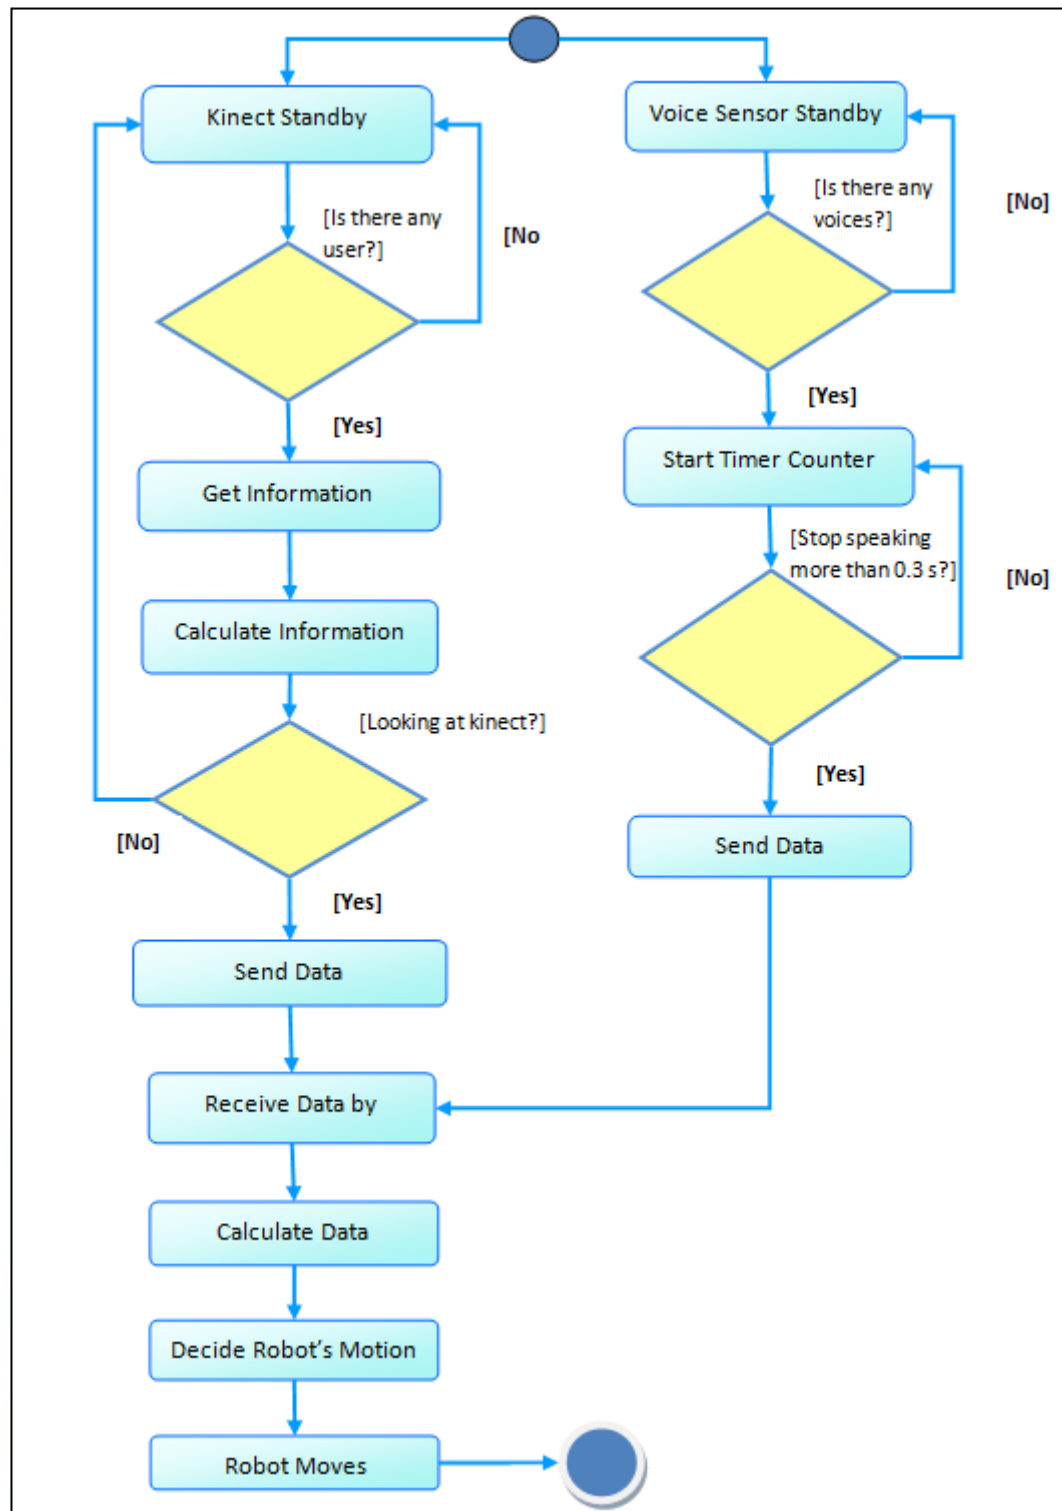 Kinect Standby
[Is there any
user?]
[No
[Yes]
Get Information
Calculate Information
[Looking at kinect?]
[No]
[Yes]
Send Data
Receive Data by
Calculate Data
Decide Robot's Motion
Robot Moves
Voice Sensor Standby
[Is there any
voices?]
[No]
[Yes]
Start Timer Counter
[Stop speaking
more than 0.3 s?]
[No]
[Yes]
Send Data